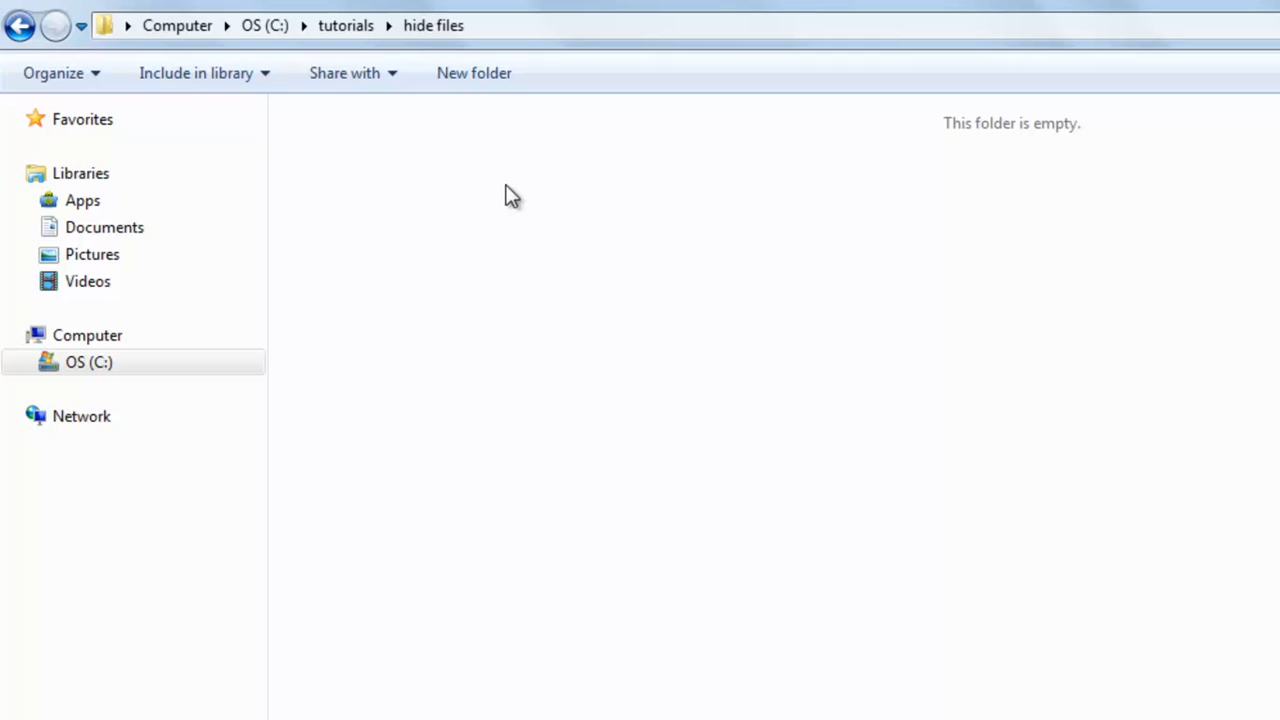 Computer OS (C:) tutorials hide files
Organize Include in library Share with New folder
Favorites
This folder is empty.
Libraries
Apps
Documents
Pictures
Videos
Computer
OS (C:)
Network